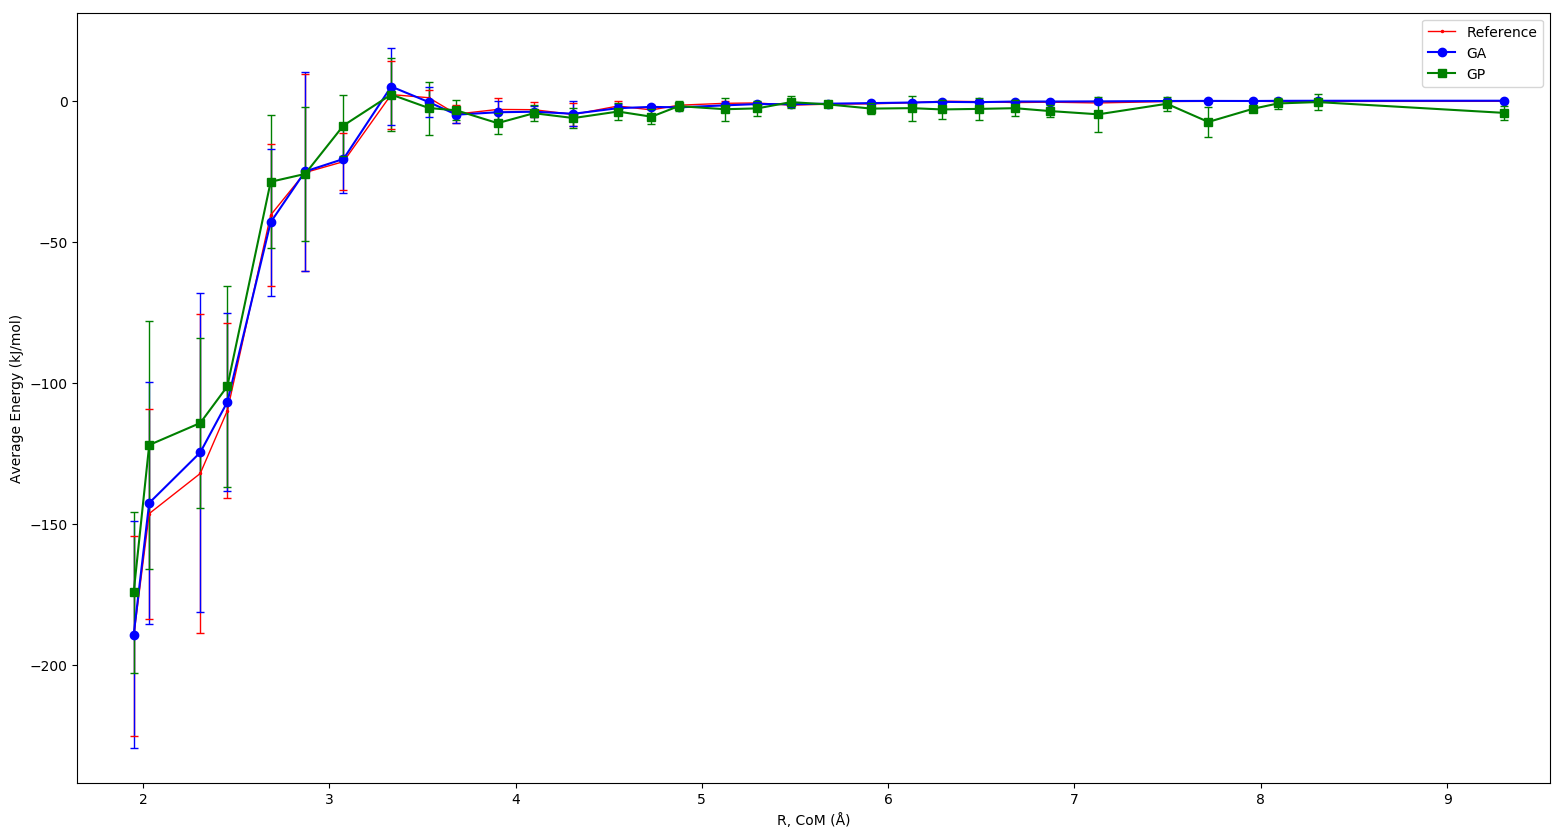 Reference
GA
GP
0
−50
−100
−150
−200
Average Energy (kJ/mol)
2 3 4 5 6 7 8 9
R, CoM (Å)